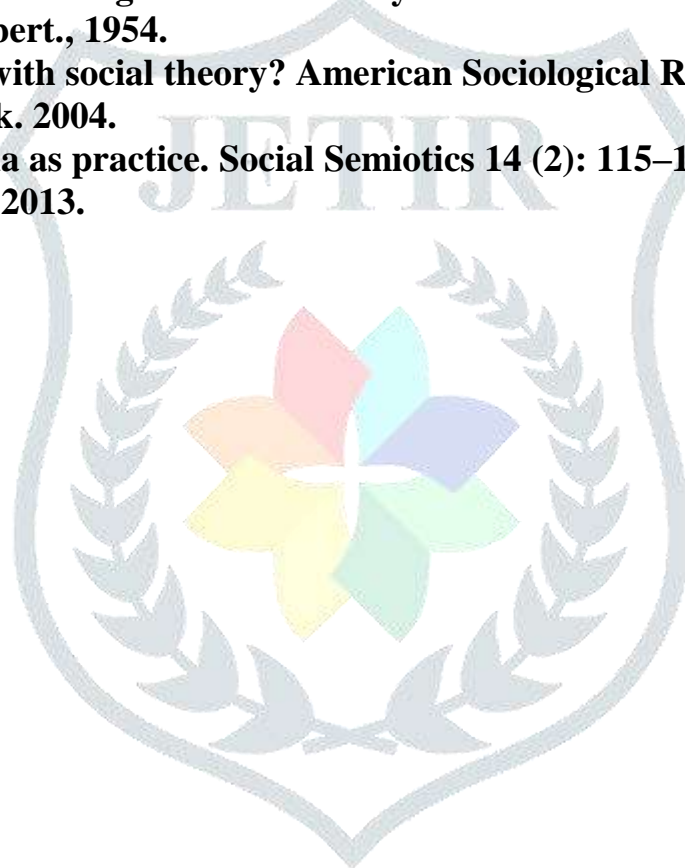 bert., 1954.
with social theory? American Sociological R
k. 2004.
a as practice. Social Semiotics 14 (2): 115–1
2013.
JETIR